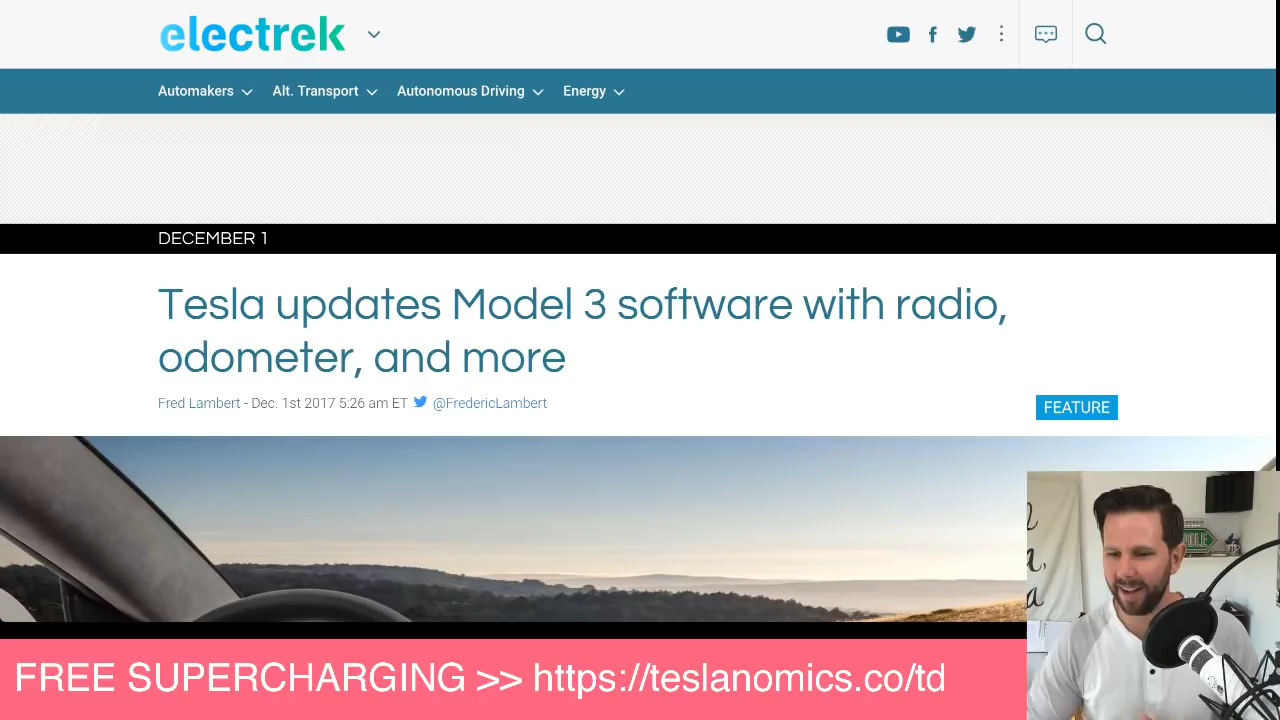 electrek
Automakers Alt. Transport Autonomous Driving Energy
DECEMBER 1
Tesla updates Model 3 software with radio,
odometer, and more
Fred Lambert - Dec. 1st 2017 5:26 am ET @FredericLambert
FEATURE
FREE SUPERCHARGING >> https://teslanomics.co/td